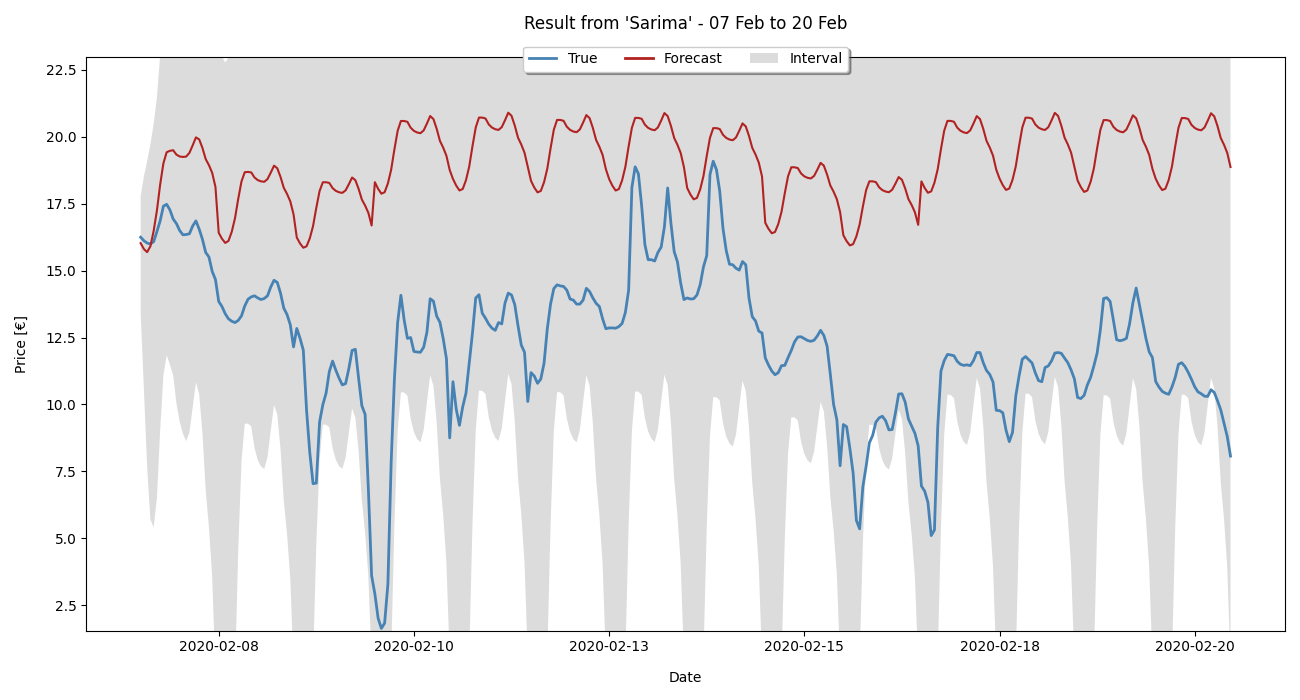 Result from 'Sarima' - 07 Feb to 20 Feb
True Forecast Interval
22.5
20.0
17.5
15.0
12.5
10.0
7.5
5.0
2.5
Price [€]
2020-02-08 2020-02-10 2020-02-13 2020-02-15 2020-02-18 2020-02-20
Date